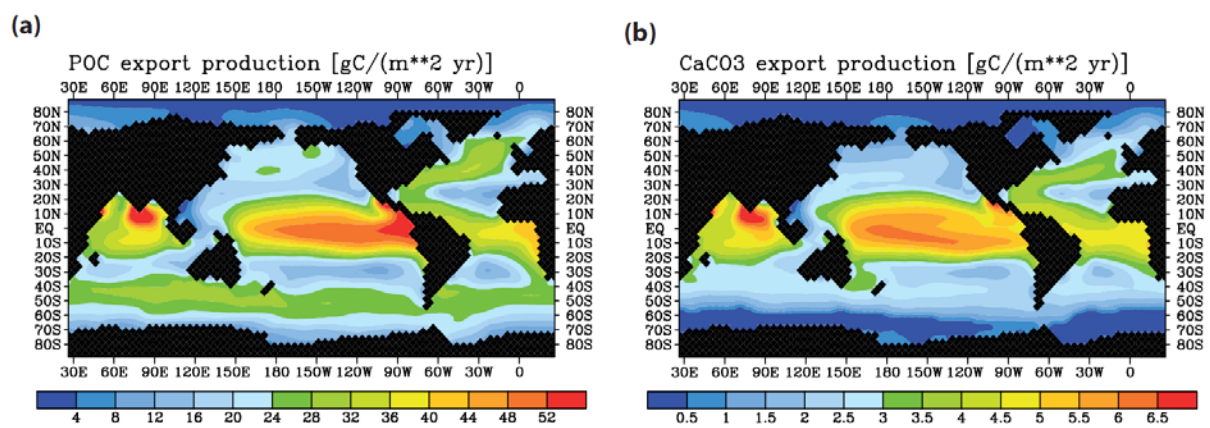 (a)
POC export production [gC/(m**2 yr)]
30E 60E 90E 120E 150E 180 150W 120W 90W 60W 30W 0
80N 80N
70N 70N
60N 60N
50N 50N
40N 40N
30N 30N
20N 20N
10N 10N
EQ EQ
10S 10S
20S 20S
30S 30S
40S 40S
50S 50S
60S 60S
70S 70S
80S 80S
30E 60E 90E 120E 150E 180 150W 120W 90W 60W 30W 0
4 8 12 16 20 24 28 32 36 40 44 48 52
(b)
CaCO3 export production [gC/(m**2 yr)]
30E 60E 90E 120E 150E 180 150W 120W 90W 60W 30W 0
80N 80N
70N 70N
60N 60N
50N 50N
40N 40N
30N 30N
20N 20N
10N 10N
EQ EQ
10S 10S
20S 20S
30S 30S
40S 40S
50S 50S
60S 60S
70S 70S
80S 80S
30E 60E 90E 120E 150E 180 150W 120W 90W 60W 30W 0
0.5 1 1.5 2 2.5 3 3.5 4 4.5 5 5.5 6 6.5